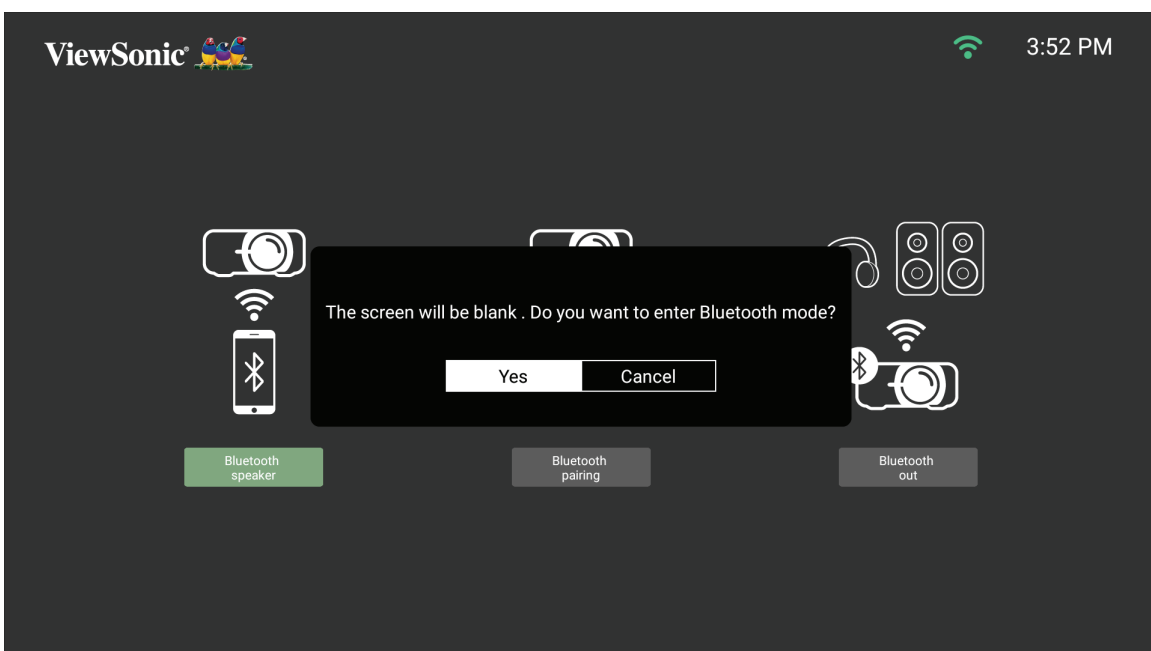 ViewSonic®
3:52 PM
The screen will be blank . Do you want to enter Bluetooth mode?
Yes
Cancel
Bluetooth
speaker
Bluetooth
pairing
Bluetooth
out